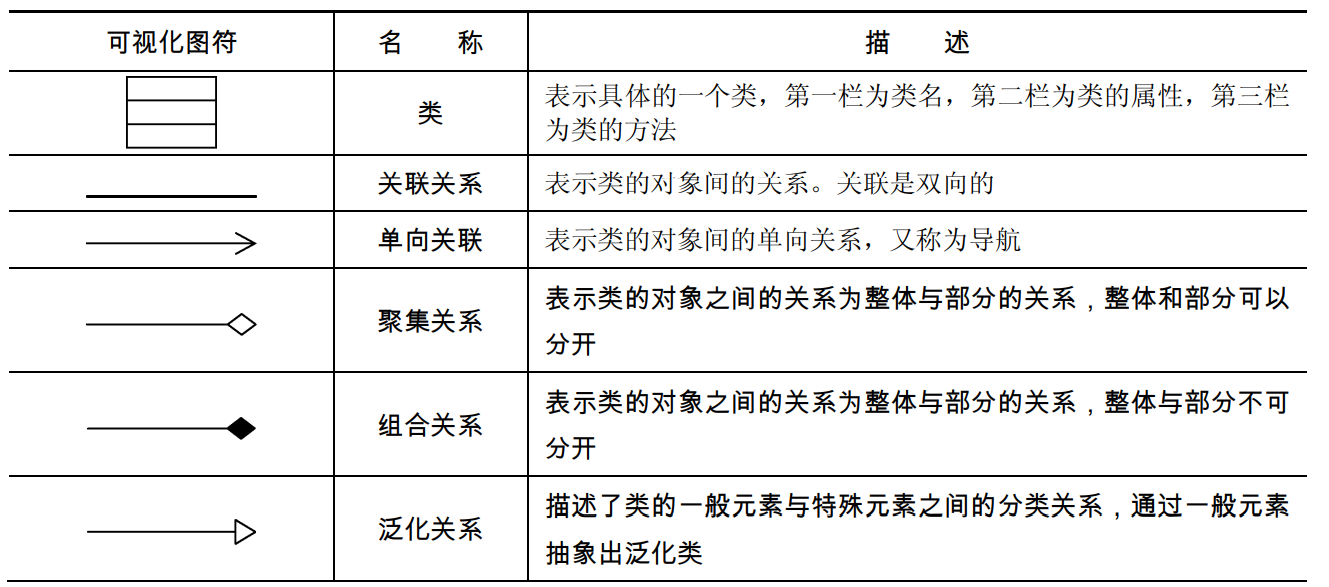 可视化图符 名 称 描 述
类 表示具体的一个类，第一栏为类名，第二栏为类的属性，第三栏
为类的方法
关联关系 表示类的对象间的关系。关联是双向的
单向关联 表示类的对象间的单向关系，又称为导航
聚集关系 表示类的对象之间的关系为整体与部分的关系，整体和部分可以
分开
组合关系 表示类的对象之间的关系为整体与部分的关系，整体与部分不可
分开
泛化关系 描述了类的一般元素与特殊元素之间的分类关系，通过一般元素
抽象出泛化类